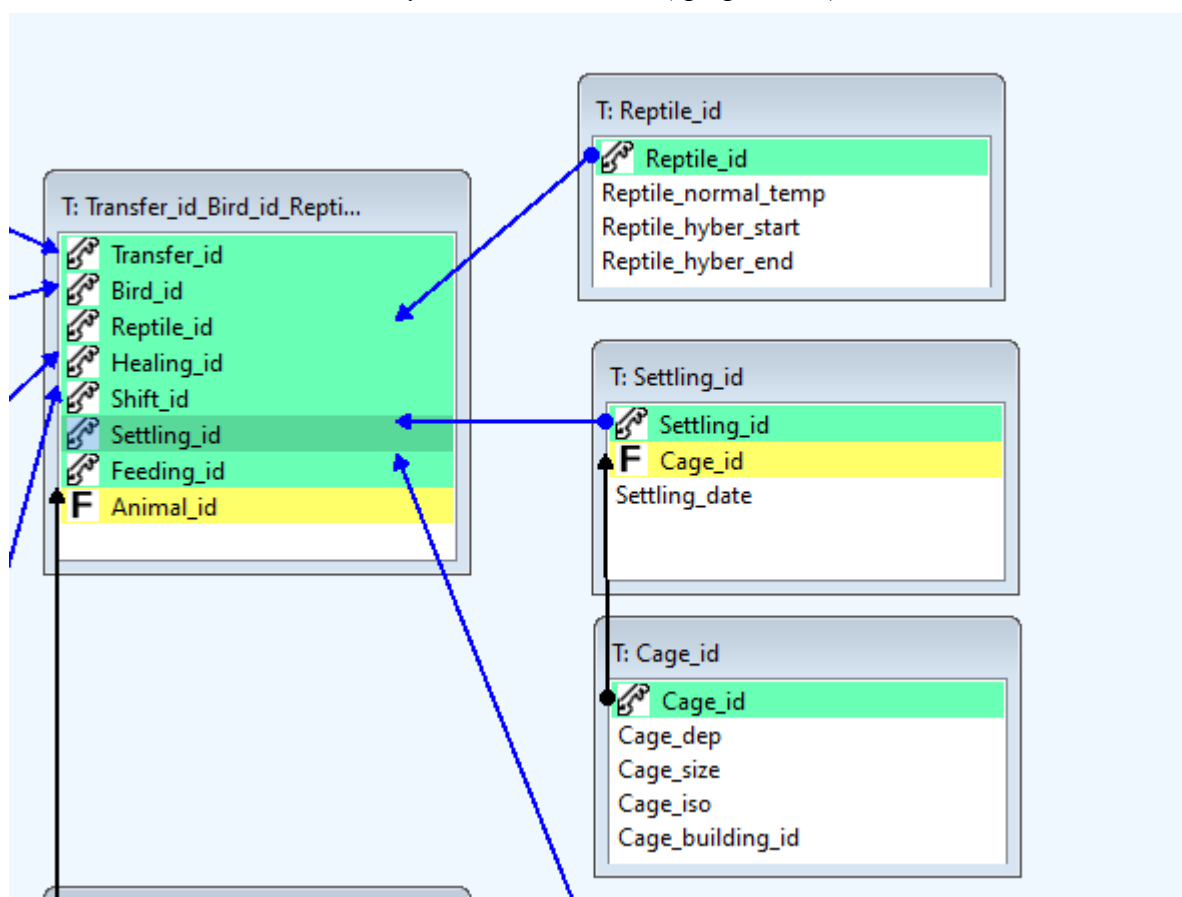 T: Reptile_id
Reptile_id
Reptile_normal_temp
Reptile_hyber_start
Reptile_hyber_end
T: Transfer_id_Bird_id_Repti...
Transfer_id
Bird_id
Reptile_id
Healing_id
Shift_id
Settling_id
Feeding_id
F Animal_id
T: Settling_id
Settling_id
F Cage_id
Settling_date
T: Cage_id
Cage_id
Cage_dep
Cage_size
Cage_iso
Cage_building_id